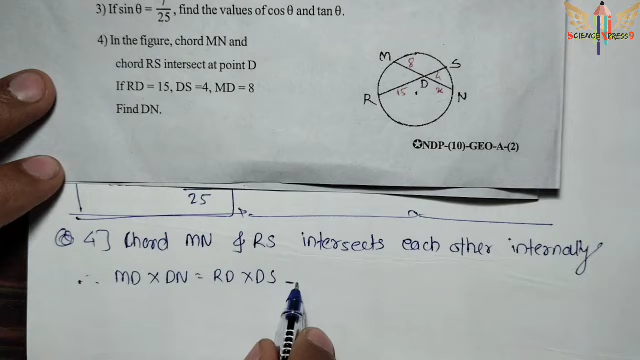 3) If sin θ = 7/25, find the values of cos θ and tan θ.
4) In the figure, chord MN and
chord RS intersect at point D
If RD = 15, DS =4, MD = 8
Find DN.
M
8
S
4
D
R
15
x
N
✪NDP-(10)-GEO-A-(2)
SCIENCEXPRESS9
25
Q 4] Chord MN & RS intersects each other internally
∴ MD × DN = RD × DS –